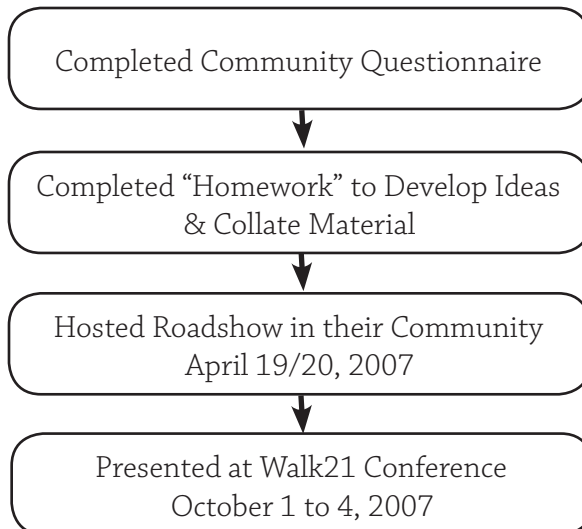 Completed Community Questionnaire
Completed “Homework” to Develop Ideas
& Collate Material
Hosted Roadshow in their Community
April 19/20, 2007
Presented at Walk21 Conference
October 1 to 4, 2007